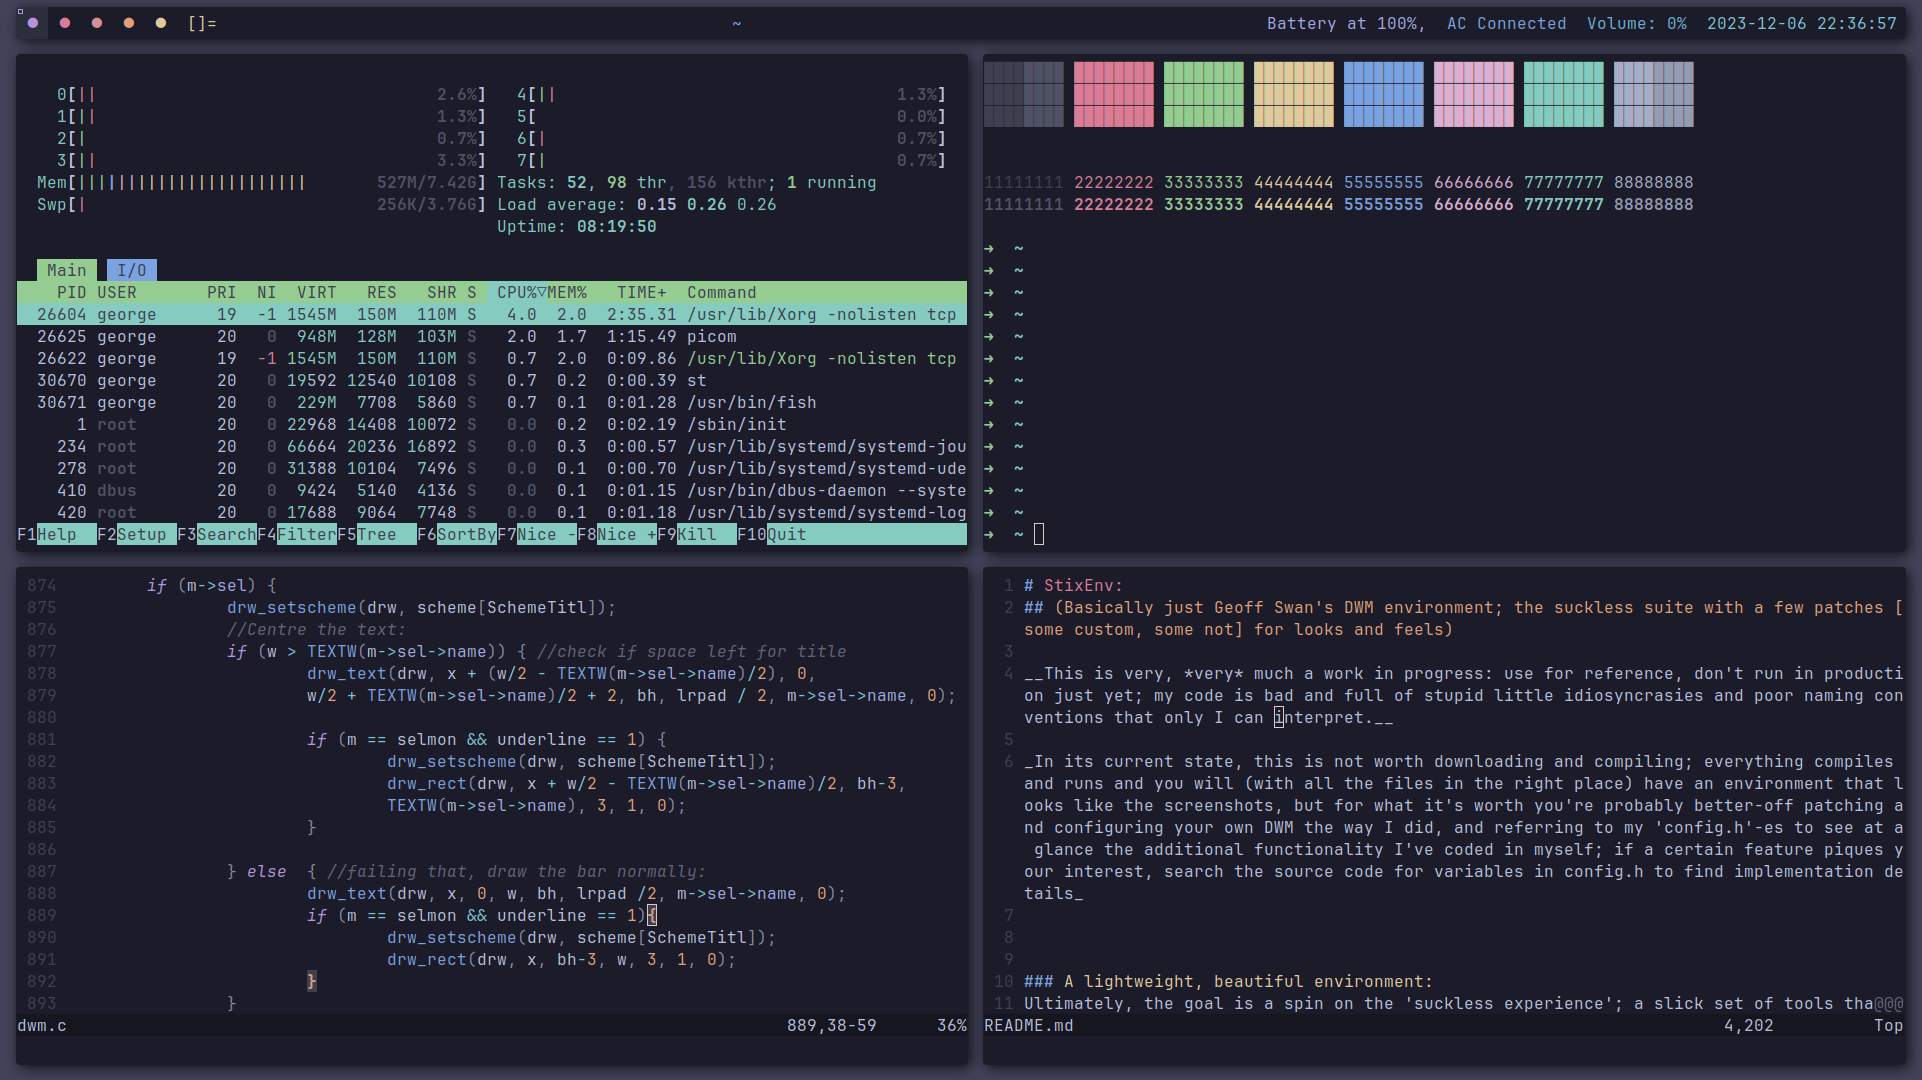 []= ~ Battery at 100%, AC Connected Volume: 0% 2023-12-06 22:36:57
0[|| 2.6%] 4[|| 1.3%]
1[|| 1.3%] 5[ 0.0%]
2[| 0.7%] 6[| 0.7%]
3[|| 3.3%] 7[| 0.7%]
Mem[||||||||||||||||||||||| 527M/7.42G] Tasks: 52, 98 thr, 156 kthr; 1 running
Swp[| 256K/3.76G] Load average: 0.15 0.26 0.26
Uptime: 08:19:50
Main I/O
PID USER PRI NI VIRT RES SHR S CPU%▽MEM% TIME+ Command
26604 george 19 -1 1545M 150M 110M S 4.0 2.0 2:35.31 /usr/lib/Xorg -nolisten tcp
26625 george 20 0 948M 128M 103M S 2.0 1.7 1:15.49 picom
26622 george 19 -1 1545M 150M 110M S 0.7 2.0 0:09.86 /usr/lib/Xorg -nolisten tcp
30670 george 20 0 19592 12540 10108 S 0.7 0.2 0:00.39 st
30671 george 20 0 229M 7708 5860 S 0.7 0.1 0:01.28 /usr/bin/fish
1 root 20 0 22968 14408 10072 S 0.0 0.2 0:02.19 /sbin/init
234 root 20 0 66664 20236 16892 S 0.0 0.3 0:00.57 /usr/lib/systemd/systemd-jou
278 root 20 0 31388 10104 7496 S 0.0 0.1 0:00.70 /usr/lib/systemd/systemd-ude
410 dbus 20 0 9424 5140 4136 S 0.0 0.1 0:01.15 /usr/bin/dbus-daemon --syste
420 root 20 0 17688 9064 7748 S 0.0 0.1 0:01.18 /usr/lib/systemd/systemd-log
F1Help F2Setup F3SearchF4FilterF5Tree F6SortByF7Nice -F8Nice +F9Kill F10Quit
11111111 22222222 33333333 44444444 55555555 66666666 77777777 88888888
11111111 22222222 33333333 44444444 55555555 66666666 77777777 88888888
➜ ~
➜ ~
➜ ~
➜ ~
➜ ~
➜ ~
➜ ~
➜ ~
➜ ~
➜ ~
➜ ~
➜ ~
➜ ~
➜ ~
874 if (m->sel) {
875 drw_setscheme(drw, scheme[SchemeTitl]);
876 //Centre the text:
877 if (w > TEXTW(m->sel->name)) { //check if space left for title
878 drw_text(drw, x + (w/2 - TEXTW(m->sel->name)/2), 0,
879 w/2 + TEXTW(m->sel->name)/2 + 2, bh, lrpad / 2, m->sel->name, 0);
880
881 if (m == selmon && underline == 1) {
882 drw_setscheme(drw, scheme[SchemeTitl]);
883 drw_rect(drw, x + w/2 - TEXTW(m->sel->name)/2, bh-3,
884 TEXTW(m->sel->name), 3, 1, 0);
885 }
886
887 } else { //failing that, draw the bar normally:
888 drw_text(drw, x, 0, w, bh, lrpad /2, m->sel->name, 0);
889 if (m == selmon && underline == 1){
890 drw_setscheme(drw, scheme[SchemeTitl]);
891 drw_rect(drw, x, bh-3, w, 3, 1, 0);
892 }
893 }
dwm.c 889,38-59 36%
1 # StixEnv:
2 ## (Basically just Geoff Swan's DWM environment; the suckless suite with a few patches [
some custom, some not] for looks and feels)
3
4 __This is very, *very* much a work in progress: use for reference, don't run in producti
on just yet; my code is bad and full of stupid little idiosyncrasies and poor naming con
ventions that only I can interpret.__
5
6 _In its current state, this is not worth downloading and compiling; everything compiles
and runs and you will (with all the files in the right place) have an environment that l
ooks like the screenshots, but for what it's worth you're probably better-off patching a
nd configuring your own DWM the way I did, and referring to my 'config.h'-es to see at a
glance the additional functionality I've coded in myself; if a certain feature piques y
our interest, search the source code for variables in config.h to find implementation de
tails_
7
8
9
10 ### A lightweight, beautiful environment:
11 Ultimately, the goal is a spin on the 'suckless experience'; a slick set of tools tha@@@
README.md 4,202 Top